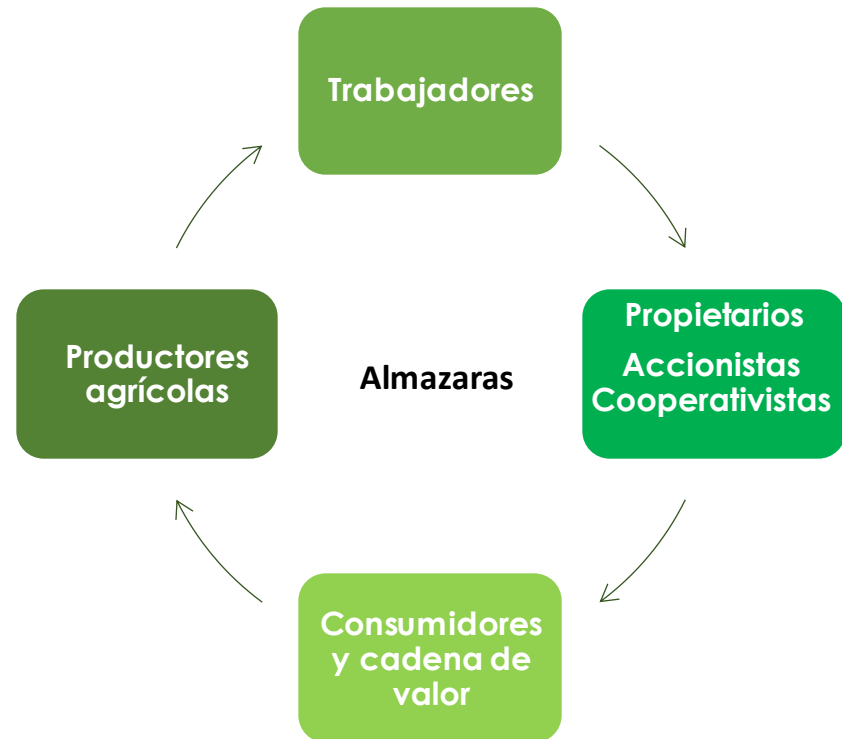 Trabajadores
Propietarios
Accionistas
Cooperativistas
Productores
agrícolas
Almazaras
Consumidores
y cadena de
valor